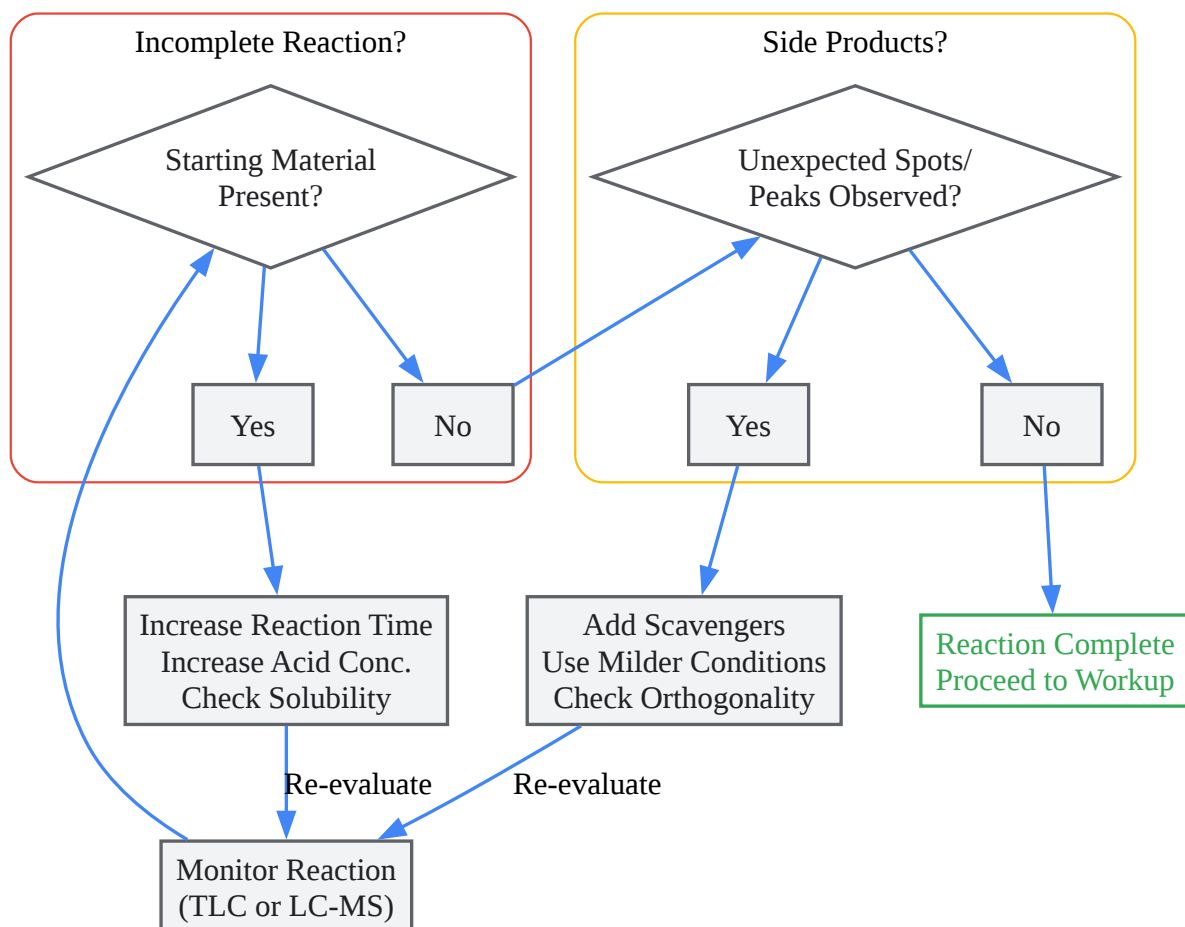 Incomplete Reaction?
Side Products?
Starting Material
Present?
Unexpected Spots/
Peaks Observed?
Yes
No
Yes
No
Increase Reaction Time
Increase Acid Conc.
Check Solubility
Add Scavengers
Use Milder Conditions
Check Orthogonality
Reaction Complete
Proceed to Workup
Re-evaluate
Re-evaluate
Monitor Reaction
(TLC or LC-MS)